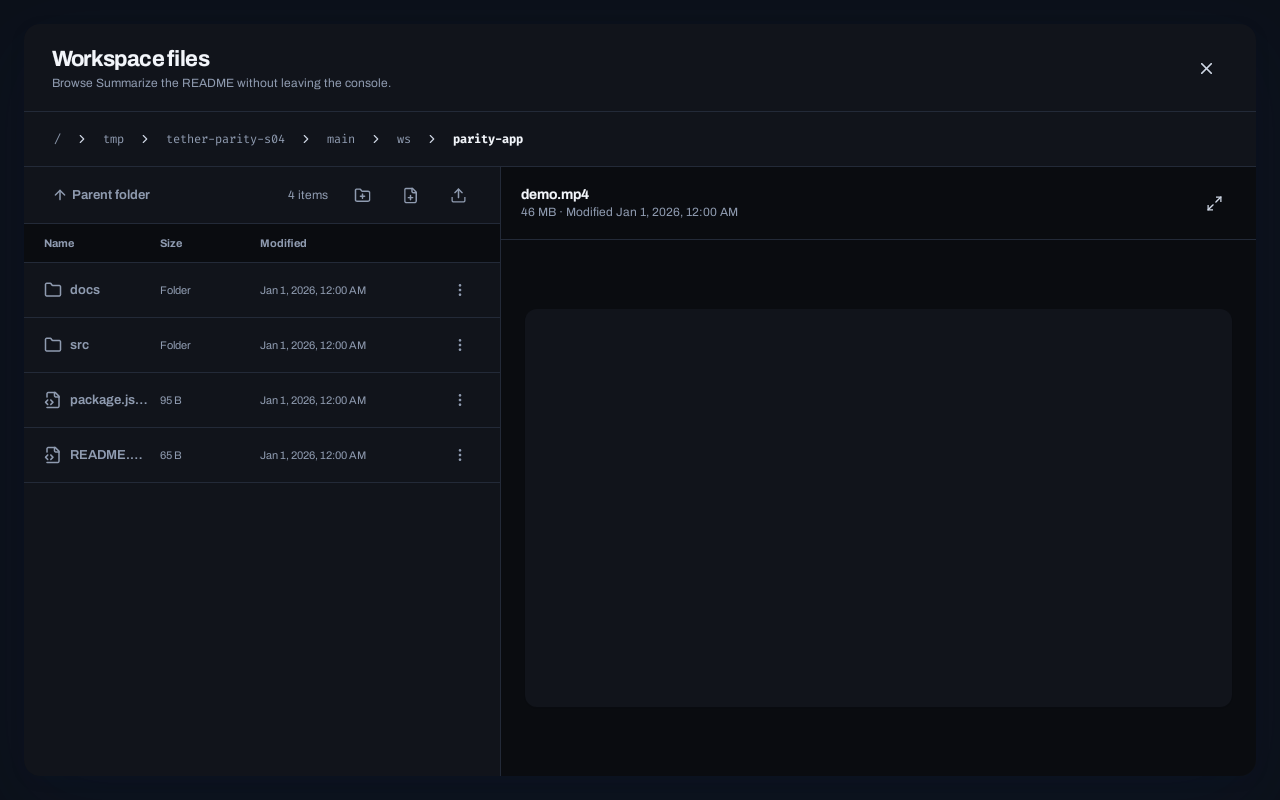 Workspace files
Browse Summarize the README without leaving the console.
/ tmp tether-parity-s04 main ws parity-app
Parent folder 4 items
Name Size Modified
docs Folder Jan 1, 2026, 12:00 AM
src Folder Jan 1, 2026, 12:00 AM
package.js... 95 B Jan 1, 2026, 12:00 AM
README.... 65 B Jan 1, 2026, 12:00 AM
demo.mp4
46 MB · Modified Jan 1, 2026, 12:00 AM